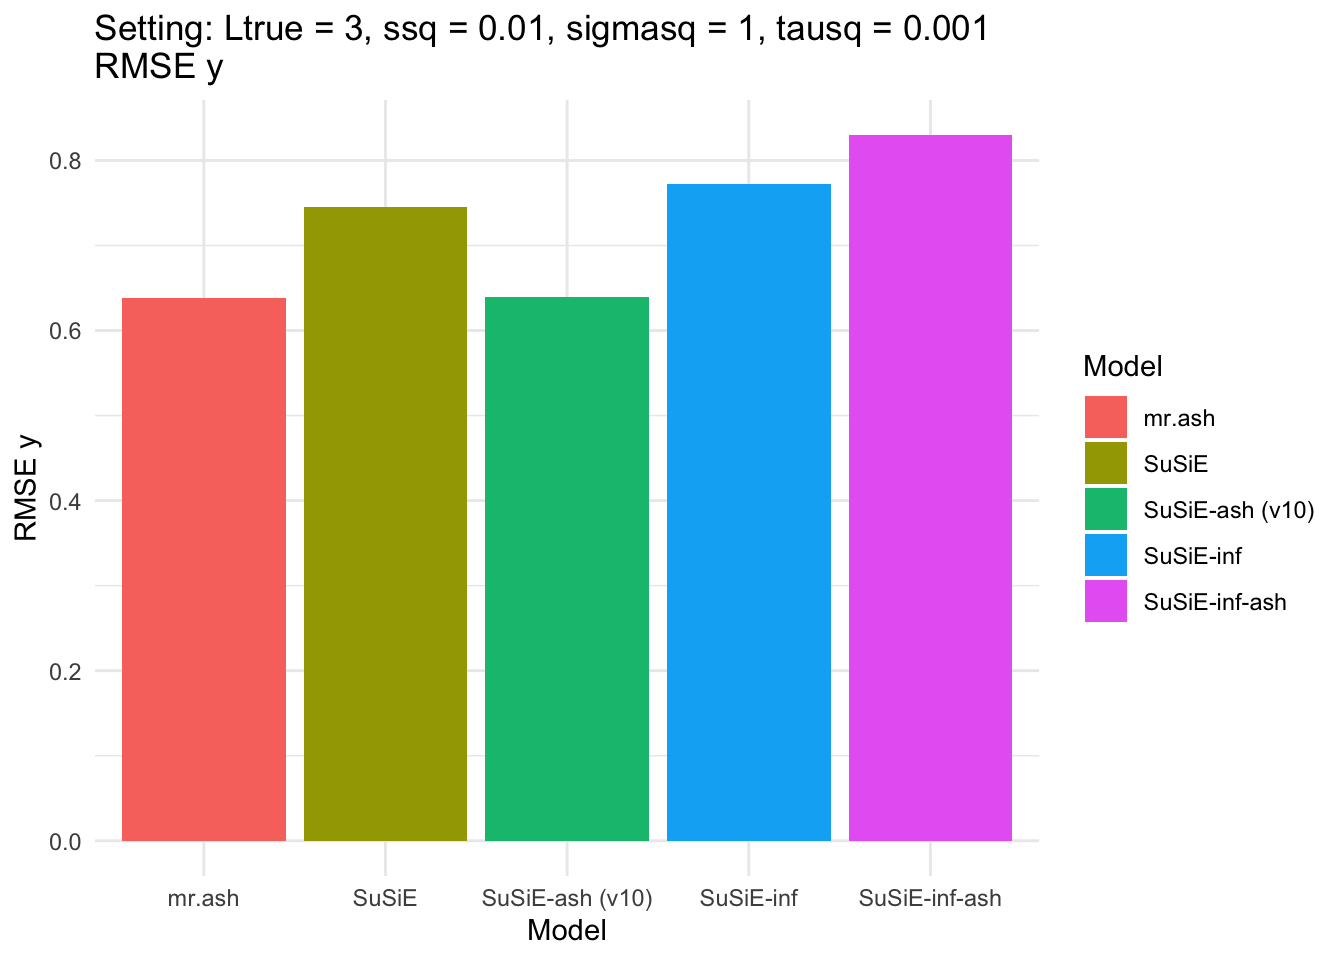 Setting: Ltrue = 3, ssq = 0.01, sigmasq = 1, tausq = 0.001
RMSE y
RMSE y
0.8
0.6
0.4
0.2
0.0
mr.ash
SuSiE
SuSiE-ash (v10)
SuSiE-inf
SuSiE-inf-ash
Model
Model
mr.ash
SuSiE
SuSiE-ash (v10)
SuSiE-inf
SuSiE-inf-ash